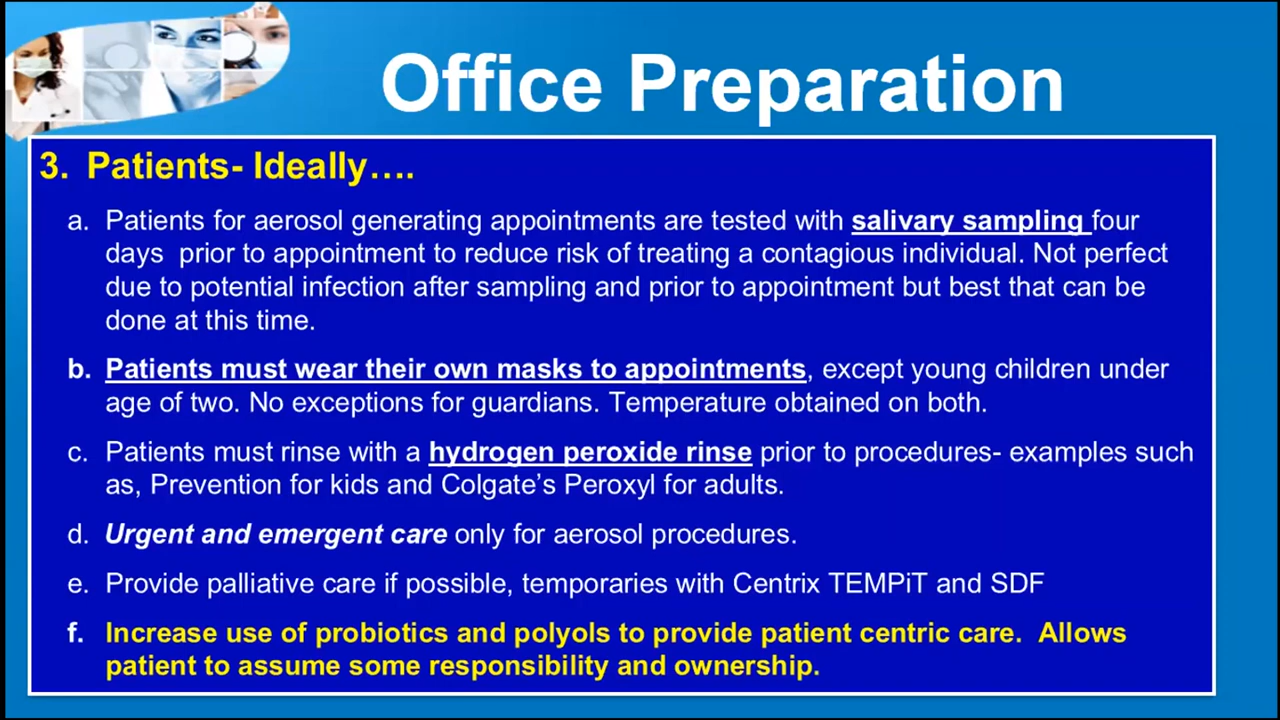 Office Preparation
3. Patients- Ideally….
a. Patients for aerosol generating appointments are tested with salivary sampling four
days prior to appointment to reduce risk of treating a contagious individual. Not perfect
due to potential infection after sampling and prior to appointment but best that can be
done at this time.
b. Patients must wear their own masks to appointments, except young children under
age of two. No exceptions for guardians. Temperature obtained on both.
c. Patients must rinse with a hydrogen peroxide rinse prior to procedures- examples such
as, Prevention for kids and Colgate’s Peroxyl for adults.
d. Urgent and emergent care only for aerosol procedures.
e. Provide palliative care if possible, temporaries with Centrix TEMPiT and SDF
f. Increase use of probiotics and polyols to provide patient centric care. Allows
patient to assume some responsibility and ownership.